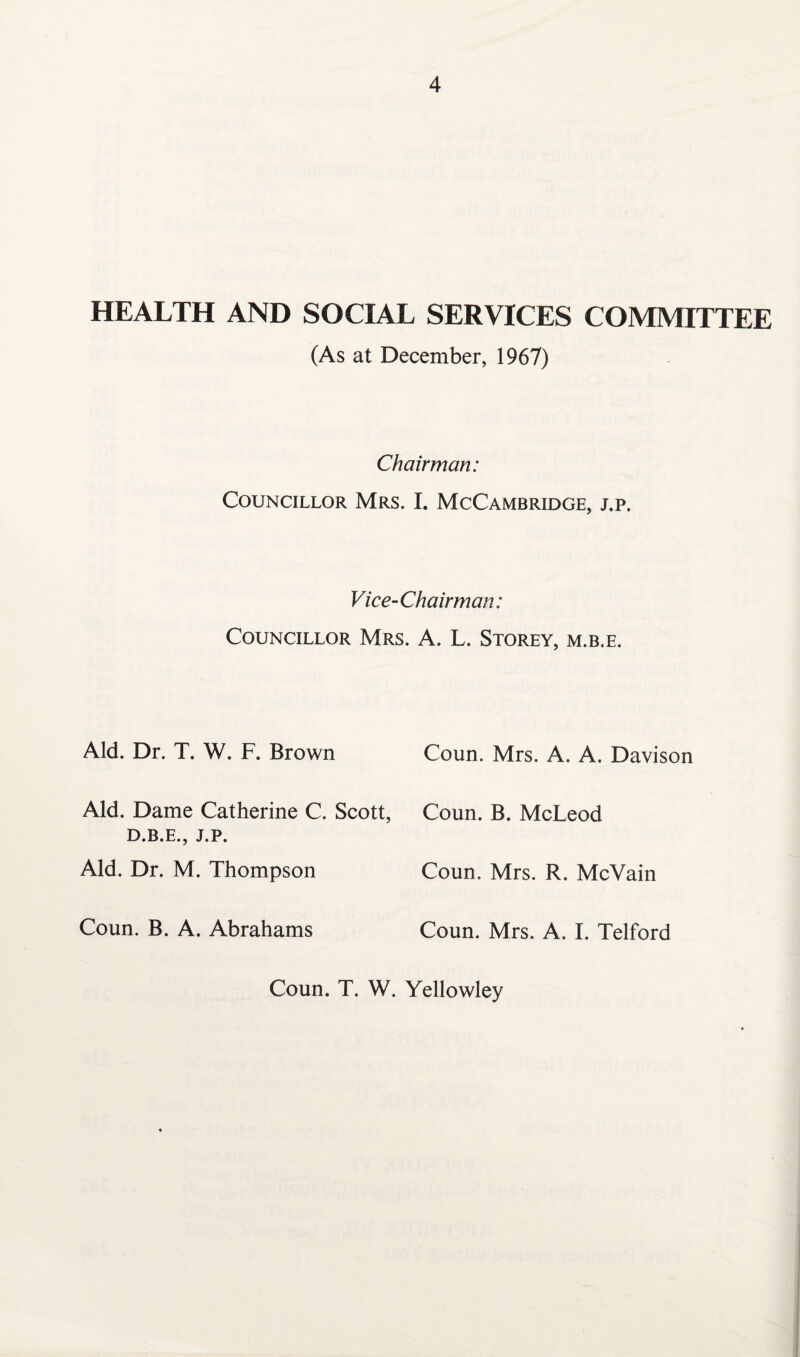 4
HEALTH AND SOCIAL SERVICES COMMITTEE
(As at December, 1967)
Chairman:
COUNCILLOR MRS. I. MCCAMBRIDGE, J.P.
Vice-Chairman:
COUNCILLOR MRS. A. L. STOREY, M.B.E.
Ald. Dr. T. W. F. Brown
Coun. Mrs. A. A. Davison
Ald. Dame Catherine C. Scott,
D.B.E., J.P.
Coun. B. McLeod
Ald. Dr. M. Thompson
Coun. Mrs. R. McVain
Coun. B. A. Abrahams
Coun. Mrs. A. I. Telford
Coun. T. W. Yellowley